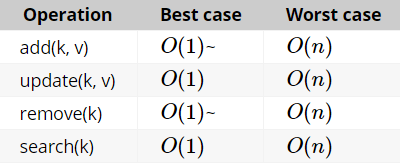 Operation Best case Worst case
add(k, v) O(1)~ O(n)
update(k, v) O(1) O(n)
remove(k) O(1)~ O(n)
search(k) O(1) O(n)